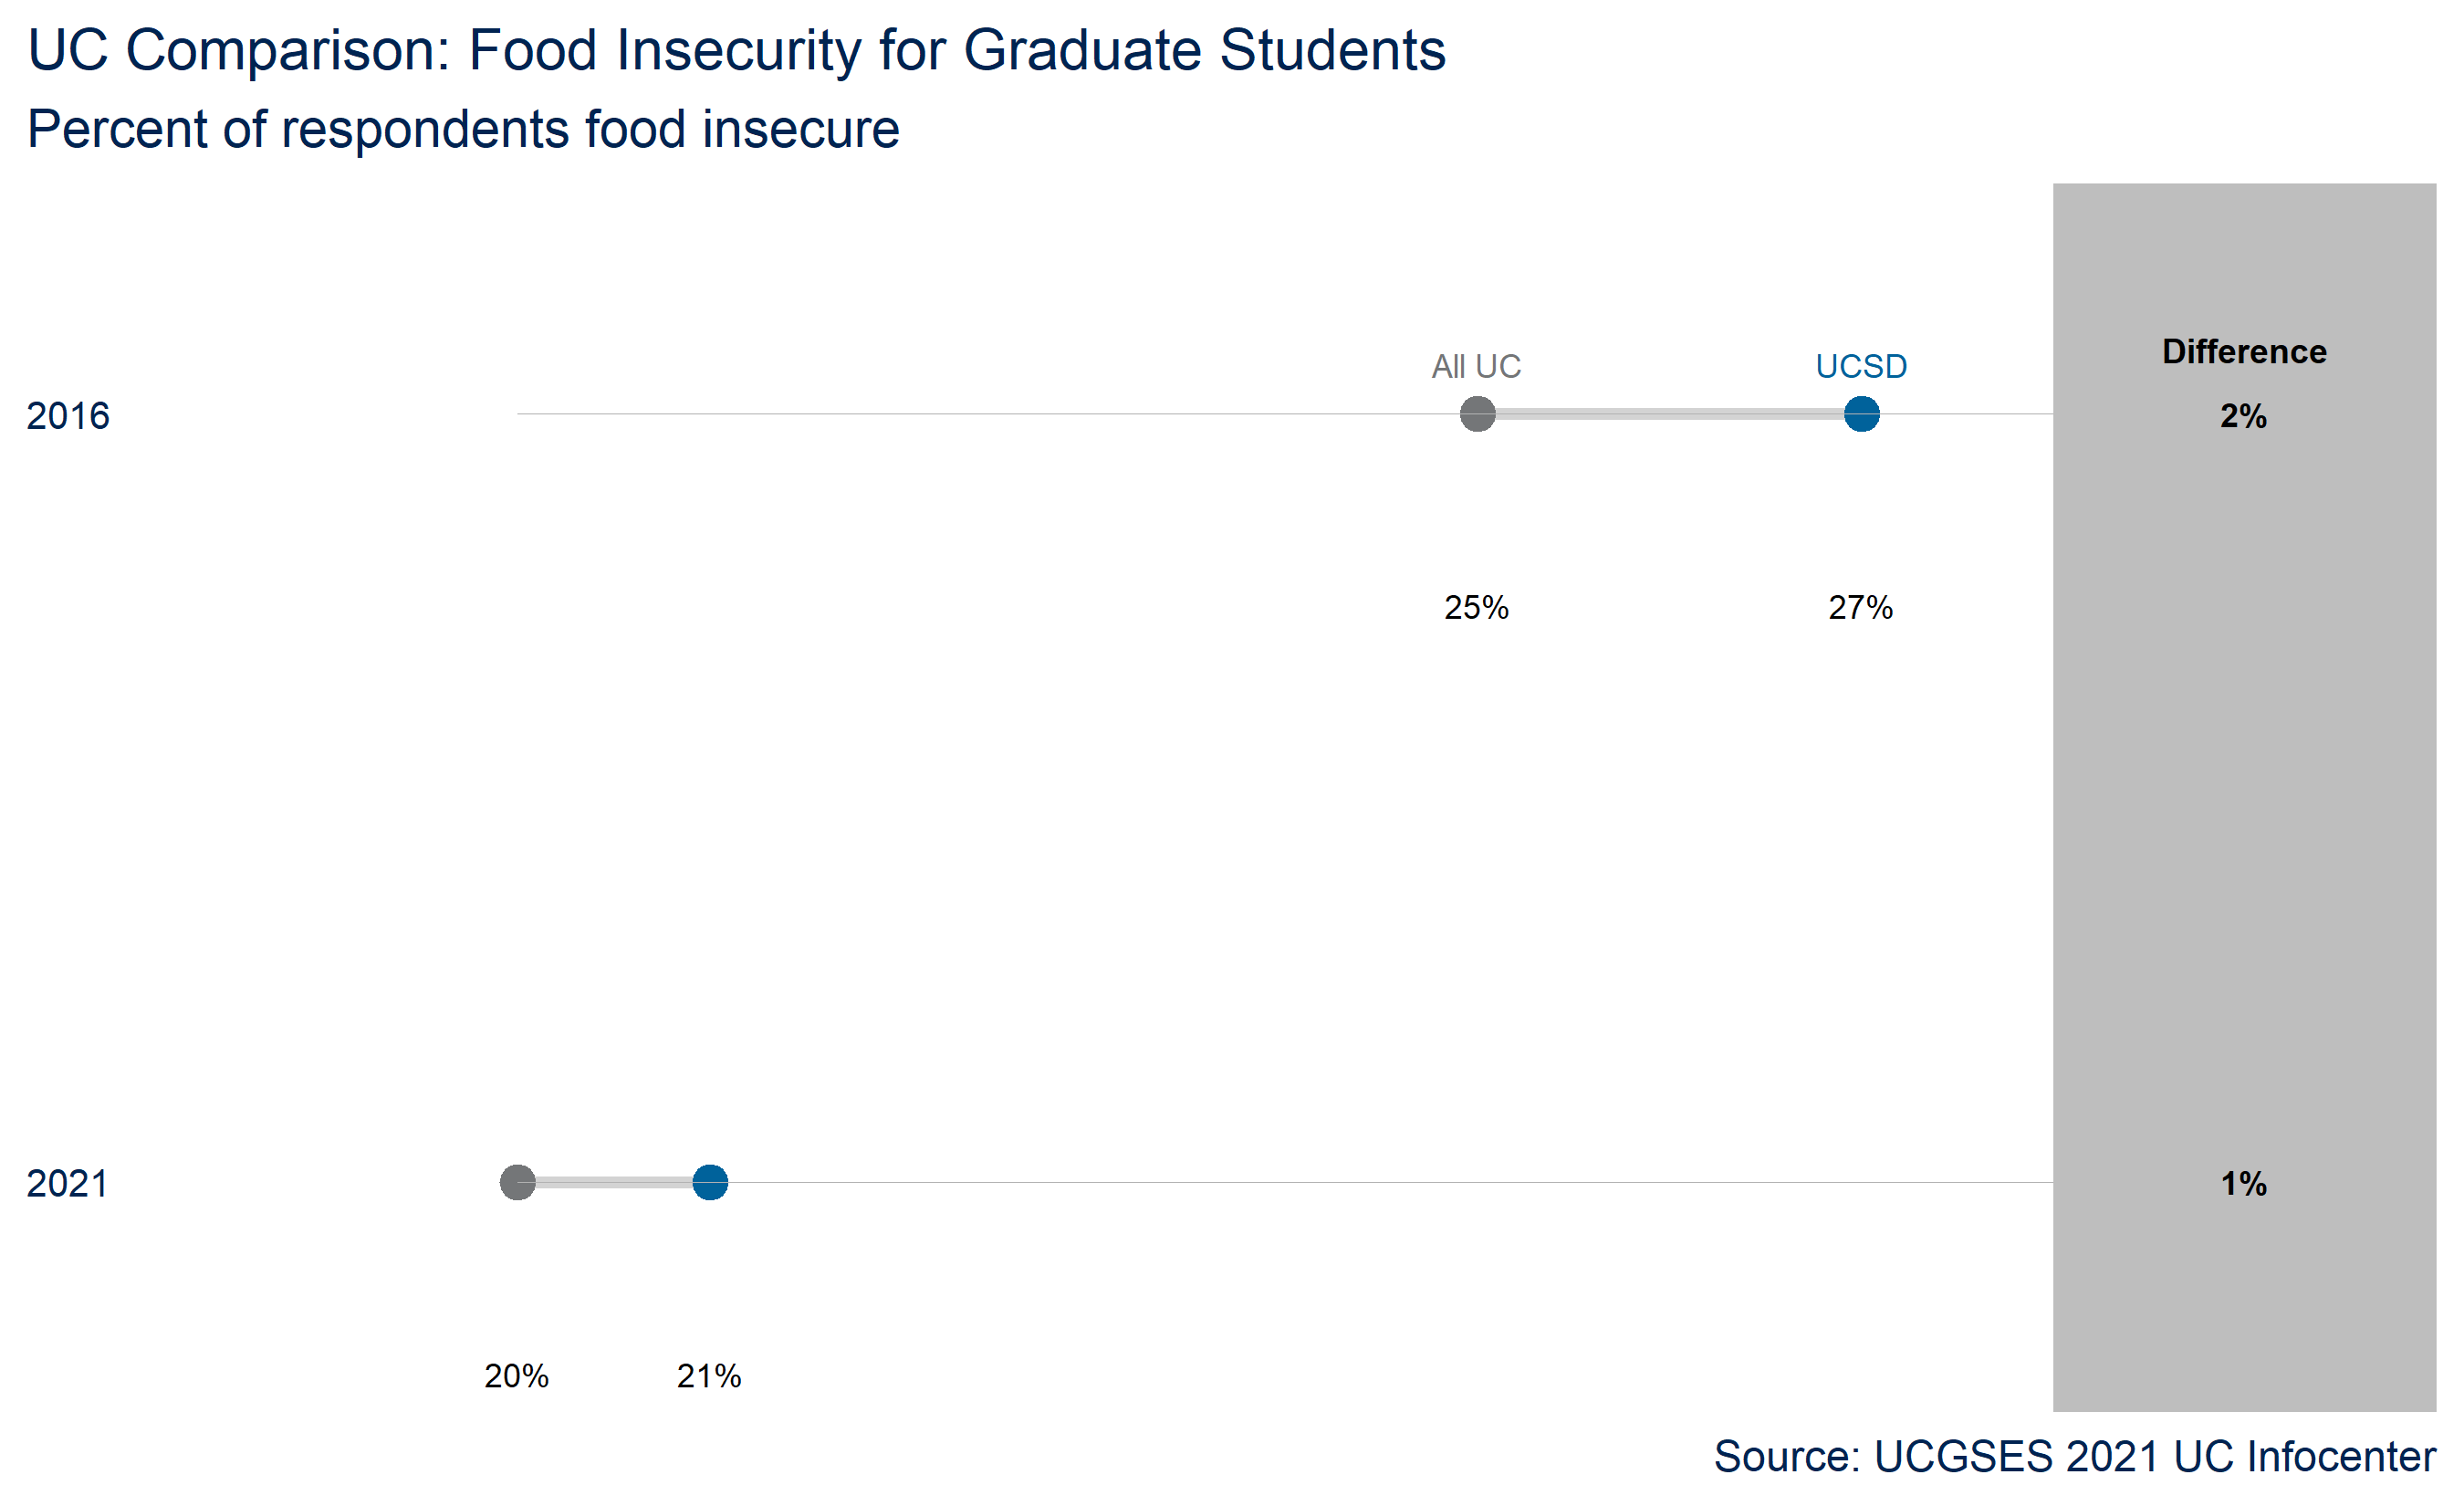 UC Comparison: Food Insecurity for Graduate Students
Percent of respondents food insecure
Difference
All UC UCSD
2016 2%
25% 27%
2021 1%
20% 21%
Source: UCGSES 2021 UC Infocenter